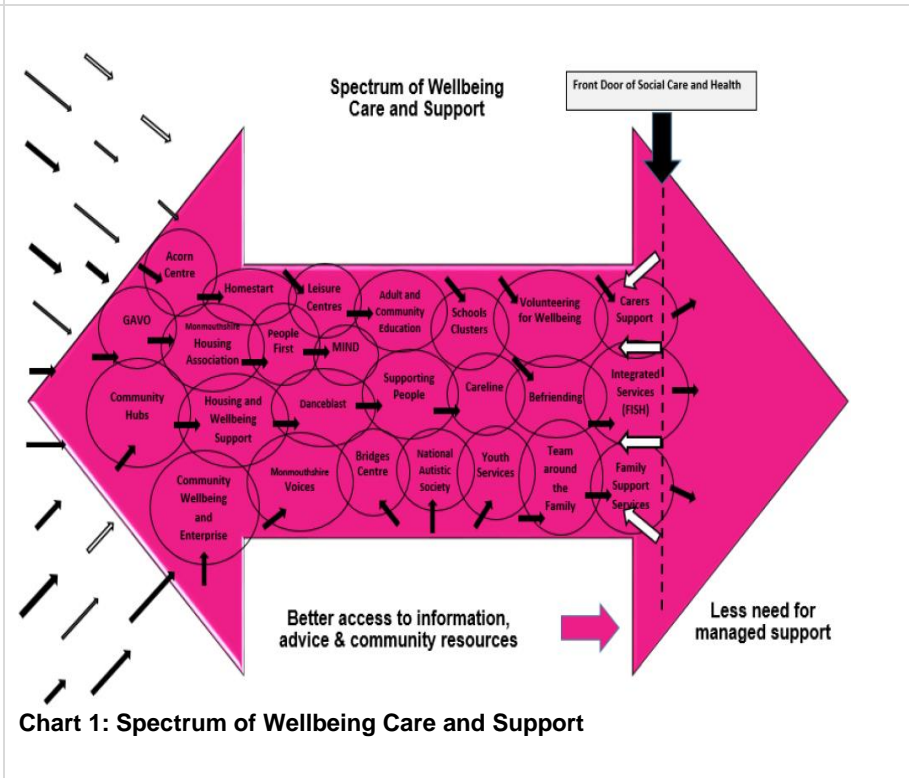 Spectrum of Wellbeing
Care and Support
Front Door of Social Care and Health
Acorn
Centre
Homestart
Leisure
Centres
Adult and
Community
Education
Schools
Clusters
Volunteering
for Wellbeing
Carers
Support
GAVO
Monmouthshire
Housing
Association
People
First
MIND
Community
Hubs
Housing and
Wellbeing
Support
Danceblast
Supporting
People
Careline
Befriending
Integrated
Services
(FISH)
Community
Wellbeing
and
Enterprise
Monmouthshire
Voices
Bridges
Centre
National
Autistic
Society
Youth
Services
Team
around
the
Family
Family
Support
Services
Better access to information,
advice & community resources
Less need for
managed support
Chart 1: Spectrum of Wellbeing Care and Support